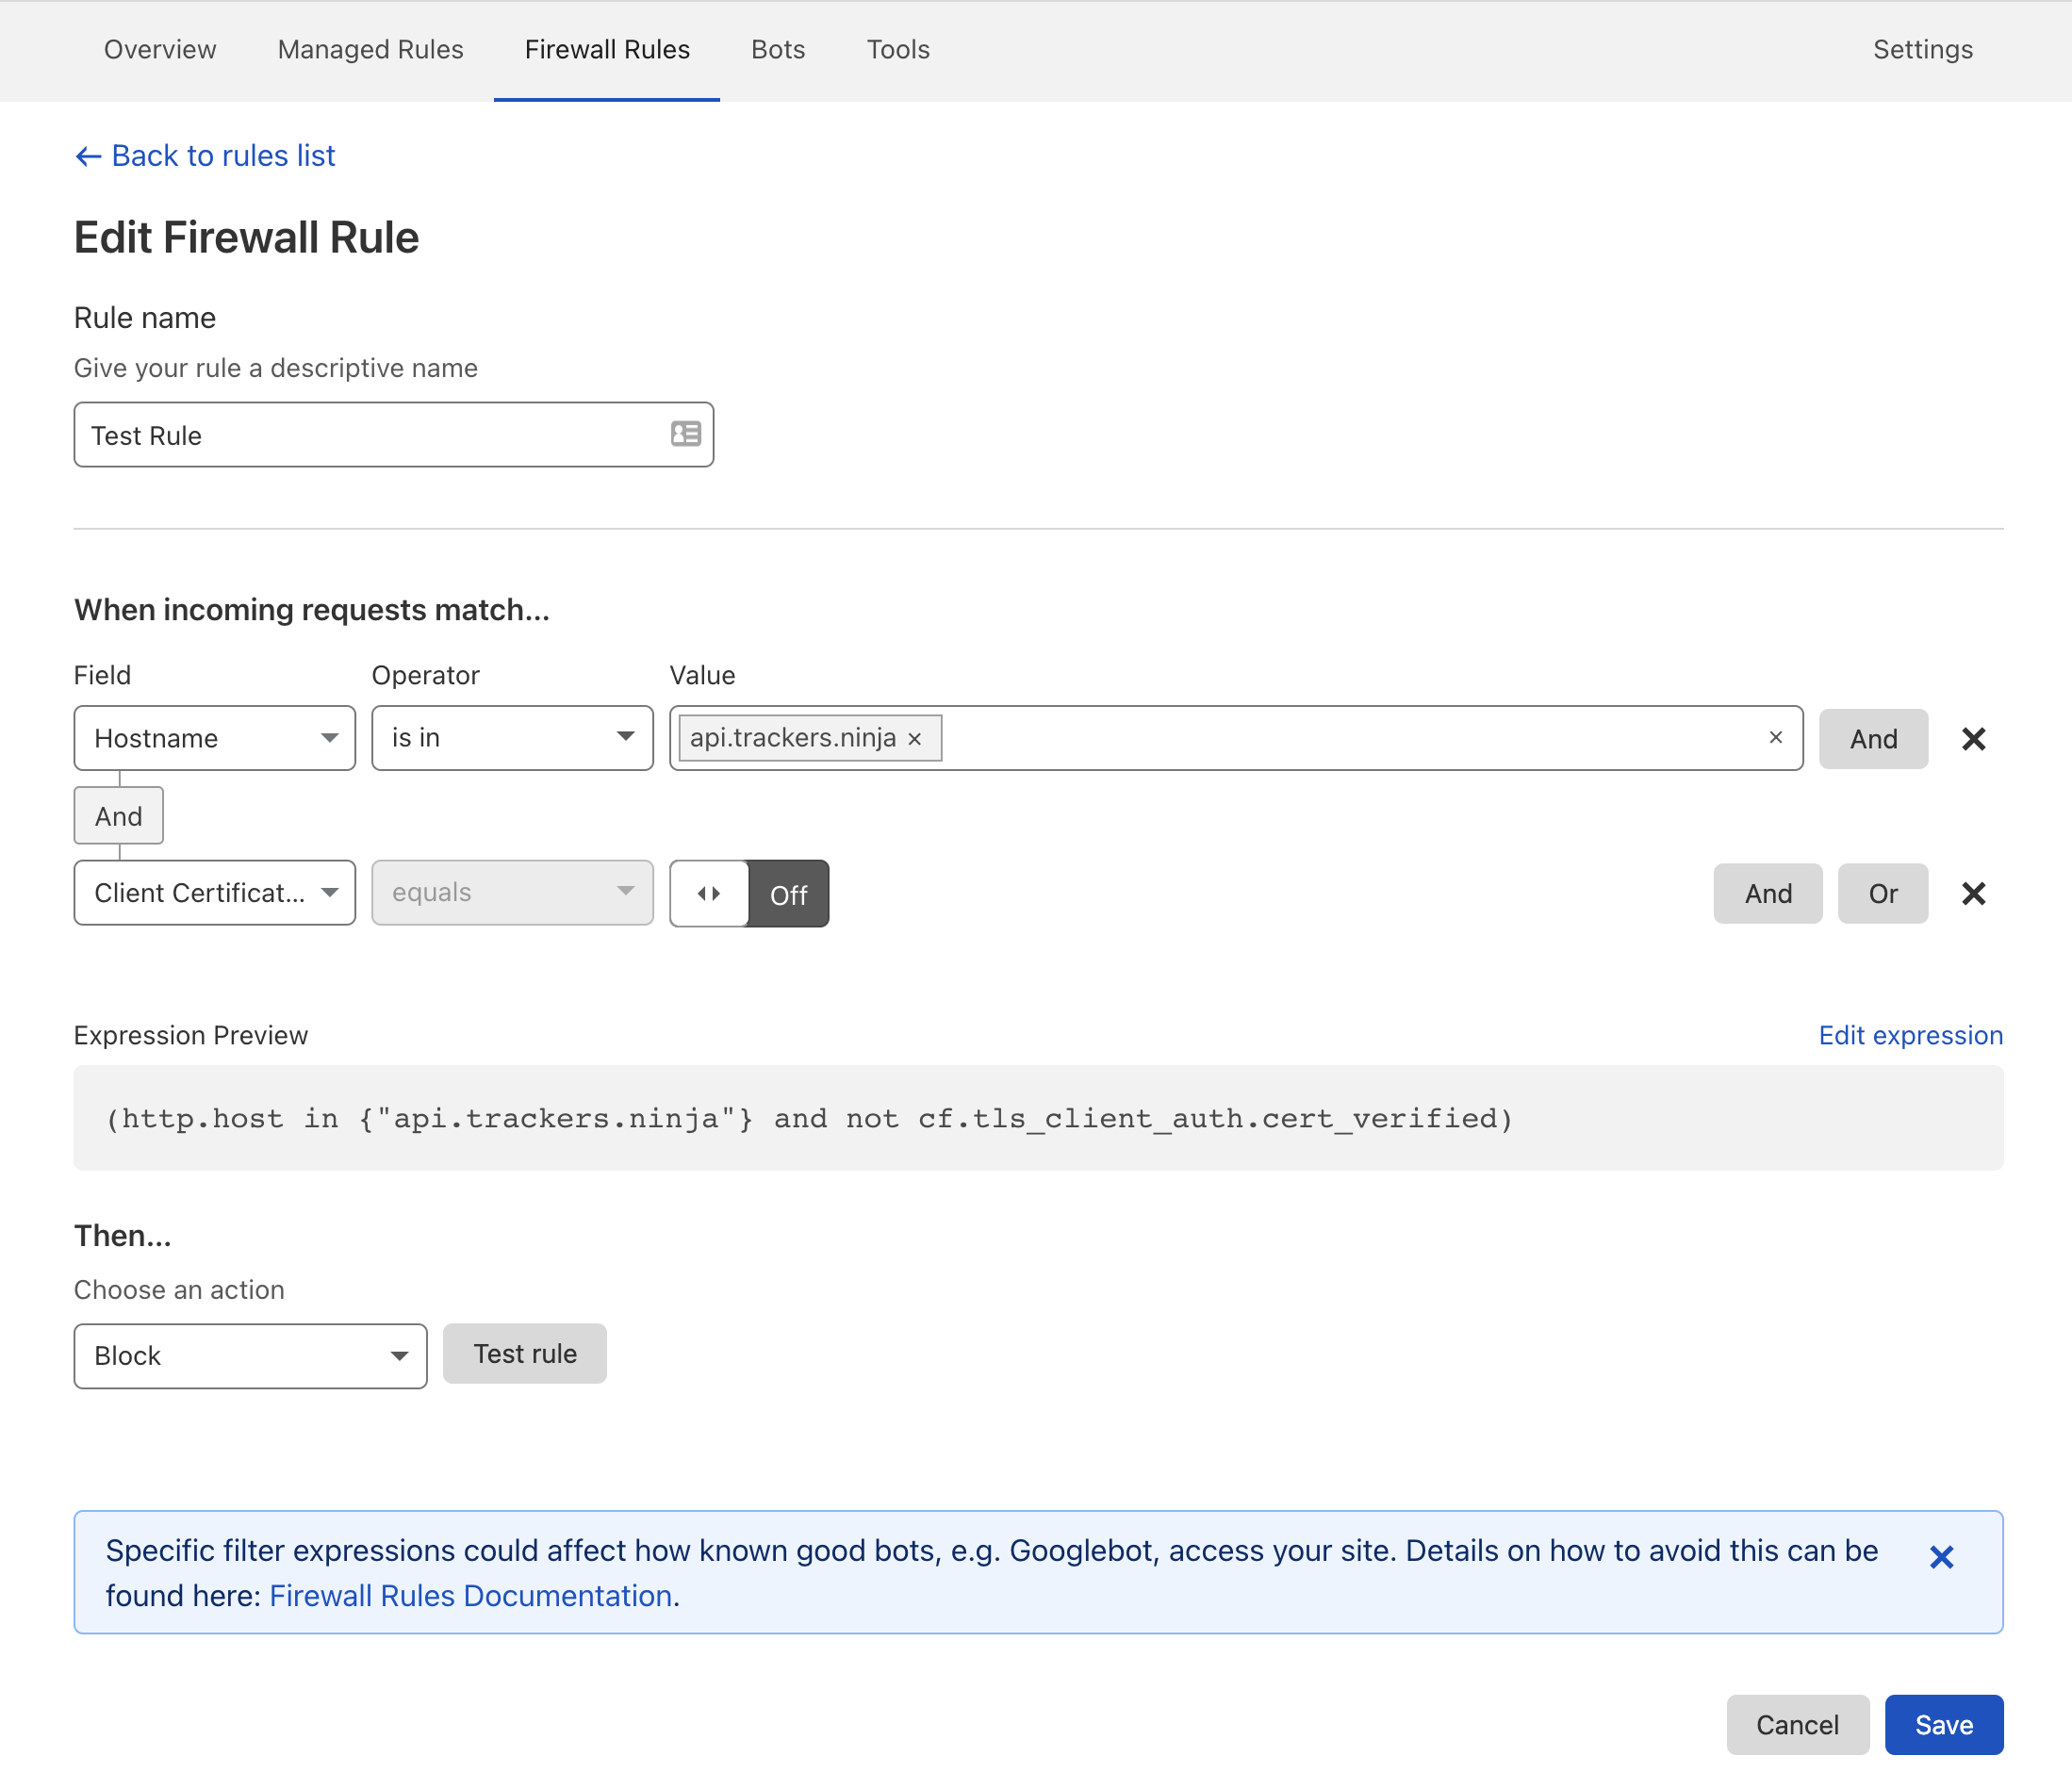 Overview Managed Rules Firewall Rules Bots Tools Settings
Back to rules list
Edit Firewall Rule
Rule name
Give your rule a descriptive name
Test Rule
When incoming requests match...
Field Operator Value
Hostname is in api.trackers.ninja × × And ×
And
Client Certificat... equals Off And Or ×
Expression Preview Edit expression
(http.host in {"api.trackers.ninja"} and not cf.tls_client_auth.cert_verified)
Then...
Choose an action
Block Test rule
Specific filter expressions could affect how known good bots, e.g. Googlebot, access your site. Details on how to avoid this can be
found here: Firewall Rules Documentation.
Cancel Save